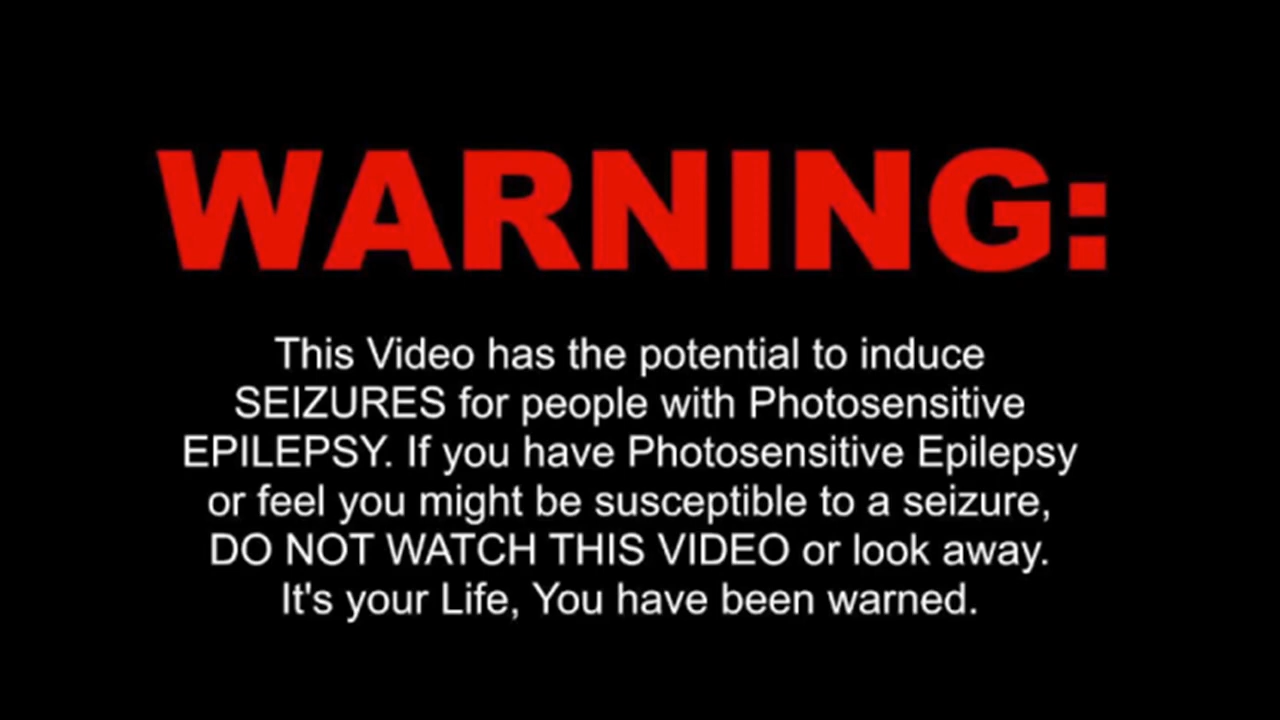 WARNING:
This Video has the potential to induce
SEIZURES for people with Photosensitive
EPILEPSY. If you have Photosensitive Epilepsy
or feel you might be susceptible to a seizure,
DO NOT WATCH THIS VIDEO or look away.
It's your Life, You have been warned.